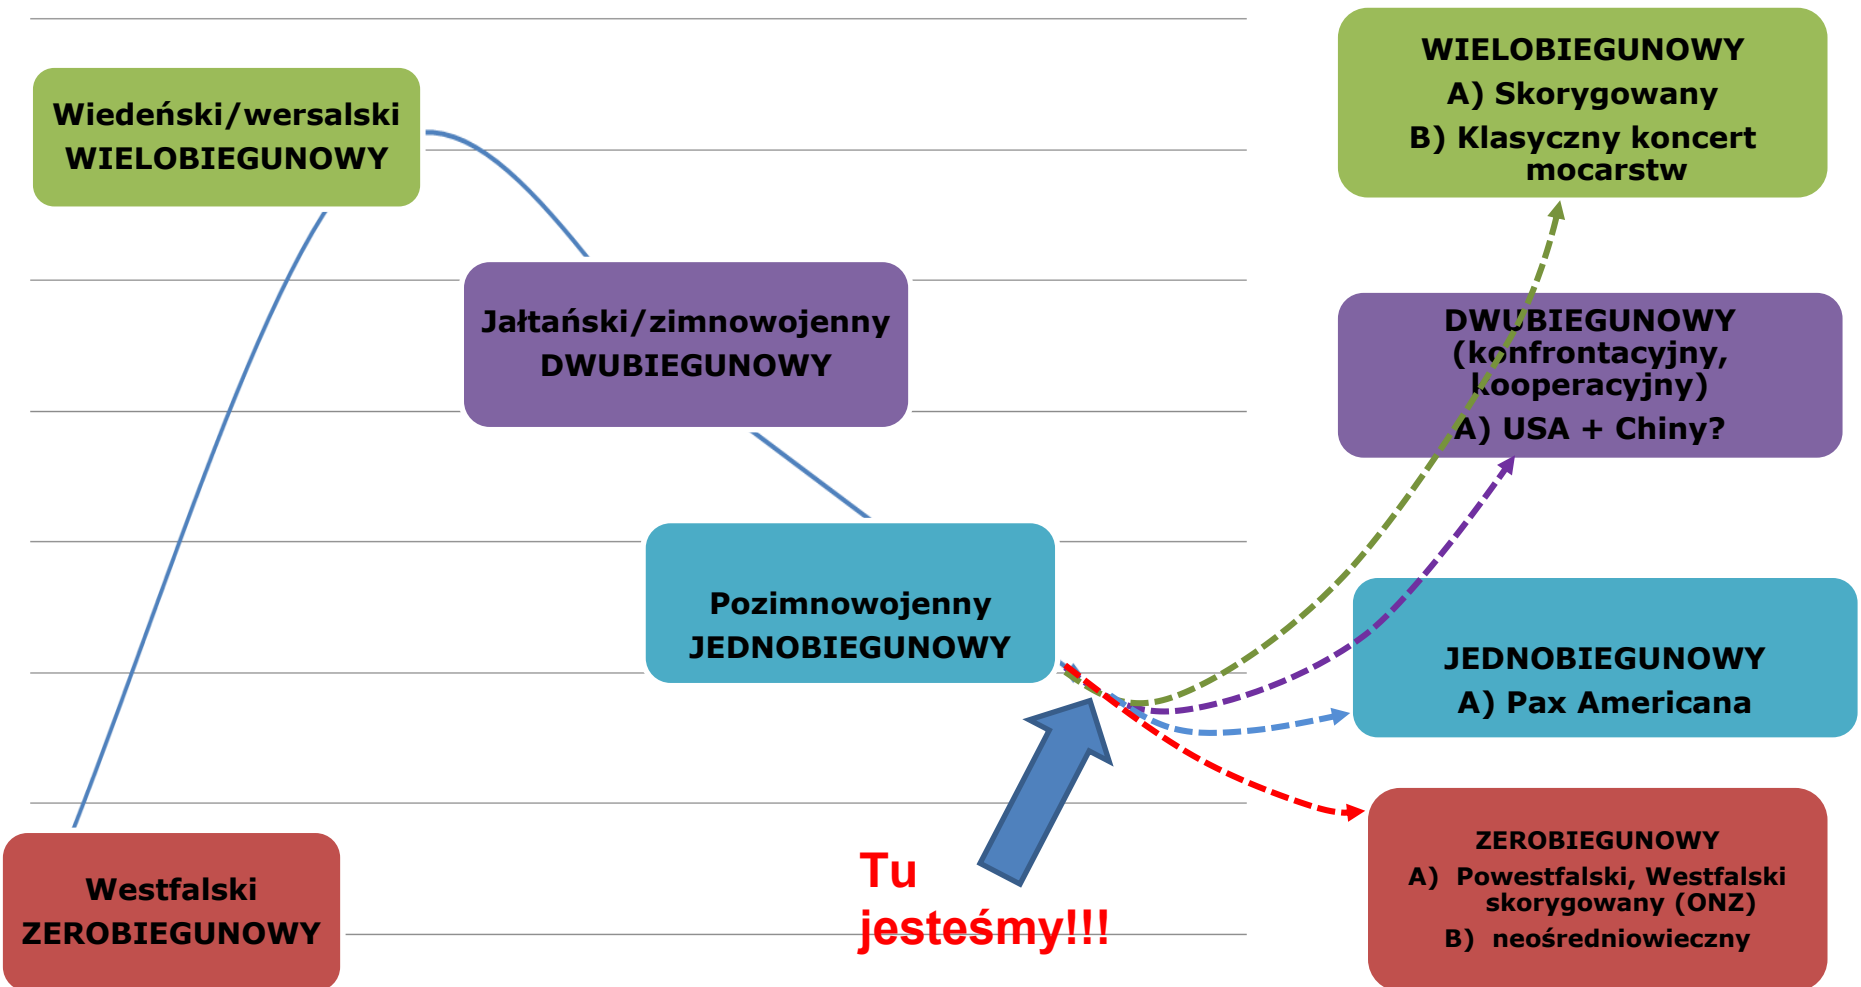 Wiedeński/wersalski
WIELOBIEGUNOWY
Jałtański/zimnowojenny
DWUBIEGUNOWY
Pozimnowojenny
JEDNOBIEGUNOWY
Westfalski
ZEROBIEGUNOWY
Tu
jesteśmy!!!
WIELOBIEGUNOWY
A) Skorygowany
B) Klasyczny koncert
mocarstw
DWUBIEGUNOWY
(konfrontacyjny,
kooperacyjny)
A) USA + Chiny?
JEDNOBIEGUNOWY
A) Pax Americana
ZEROBIEGUNOWY
A) Powestfalski, Westfalski
skorygowany (ONZ)
B) neośredniowieczny